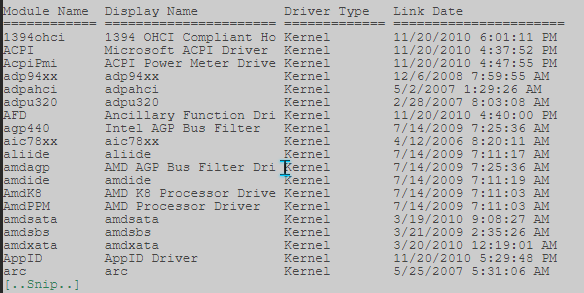 Module Name  Display Name           Driver Type   Link Date
============ ====================== ============= ======================
1394ohci     1394 OHCI Compliant Ho Kernel        11/20/2010 6:01:11 PM
ACPI         Microsoft ACPI Driver  Kernel        11/20/2010 4:37:52 PM
AcpiPmi      ACPI Power Meter Drive Kernel        11/20/2010 4:47:55 PM
adp94xx      adp94xx                Kernel        12/6/2008 7:59:55 AM
adpahci      adpahci                Kernel        5/2/2007 1:29:26 AM
adpu320      adpu320                Kernel        2/28/2007 8:03:08 AM
AFD          Ancillary Function Dri Kernel        11/20/2010 4:40:00 PM
agp440       Intel AGP Bus Filter   Kernel        7/14/2009 7:25:36 AM
aic78xx      aic78xx                Kernel        4/12/2006 8:20:11 AM
aliide       aliide                 Kernel        7/14/2009 7:11:17 AM
amdagp       AMD AGP Bus Filter Dri Kernel        7/14/2009 7:25:36 AM
amdide       amdide                 Kernel        7/14/2009 7:11:19 AM
AmdK8        AMD K8 Processor Drive Kernel        7/14/2009 7:11:03 AM
AmdPPM       AMD Processor Driver   Kernel        7/14/2009 7:11:03 AM
amdsata      amdsata                Kernel        3/19/2010 9:08:27 AM
amdsbs       amdsbs                 Kernel        3/21/2009 2:35:26 AM
amdxata      amdxata                Kernel        3/20/2010 12:19:01 AM
AppID        AppID Driver           Kernel        11/20/2010 5:29:48 PM
arc          arc                    Kernel        5/25/2007 5:31:06 AM
[..Snip..]